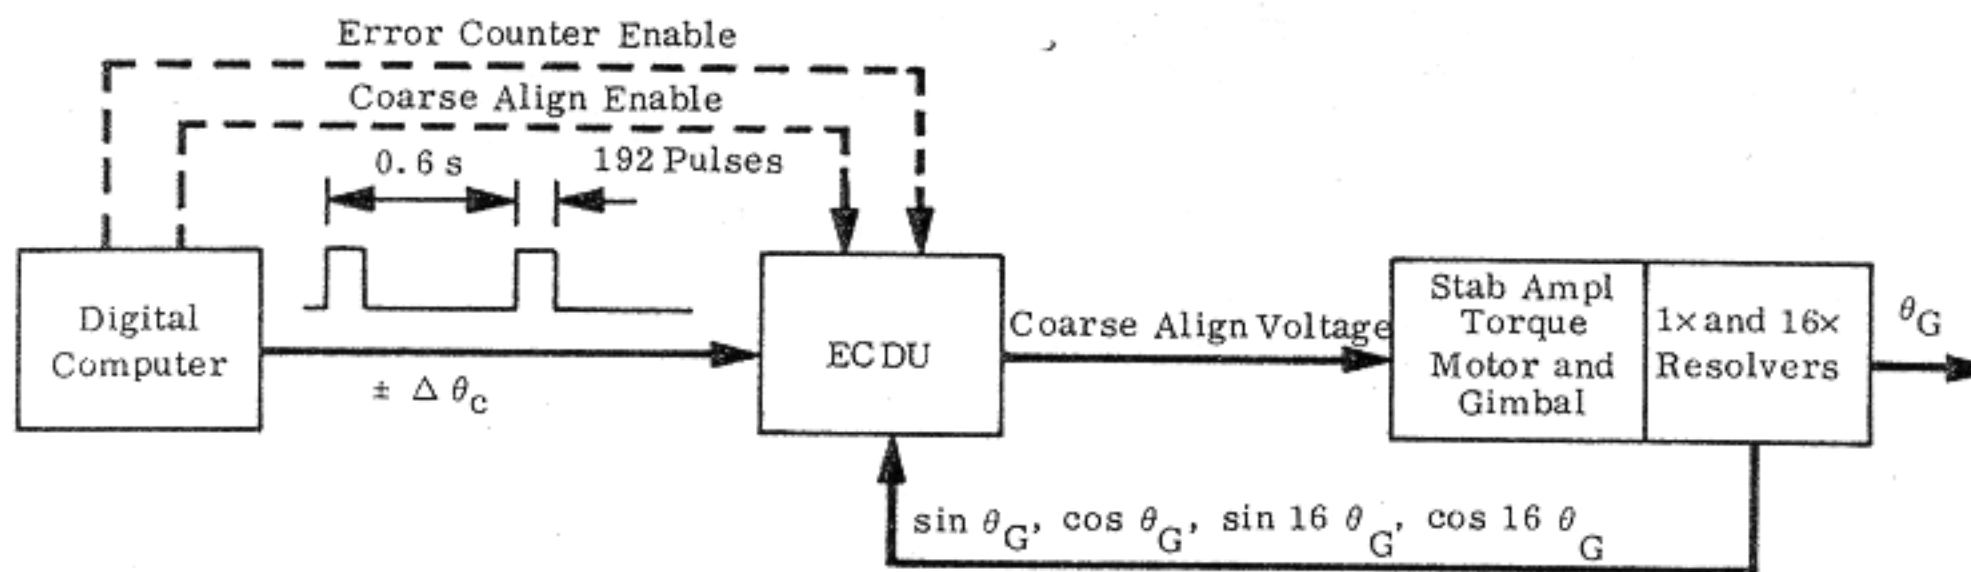 Error Counter Enable
Coarse Align Enable
0.6 s
192 Pulses
Digital
Computer
± Δ θc
ECDU
Coarse Align Voltage
Stab Ampl
Torque
Motor and
Gimbal
1× and 16×
Resolvers
θG
sin θG, cos θG, sin 16 θG, cos 16 θG